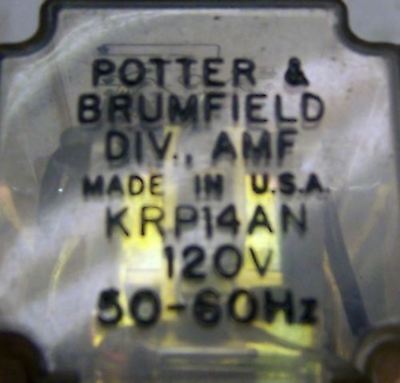 POTTER &
BRUMFIELD
DIV., AMF
MADE IN U.S.A.
KRP14AN
120V
50-60Hz